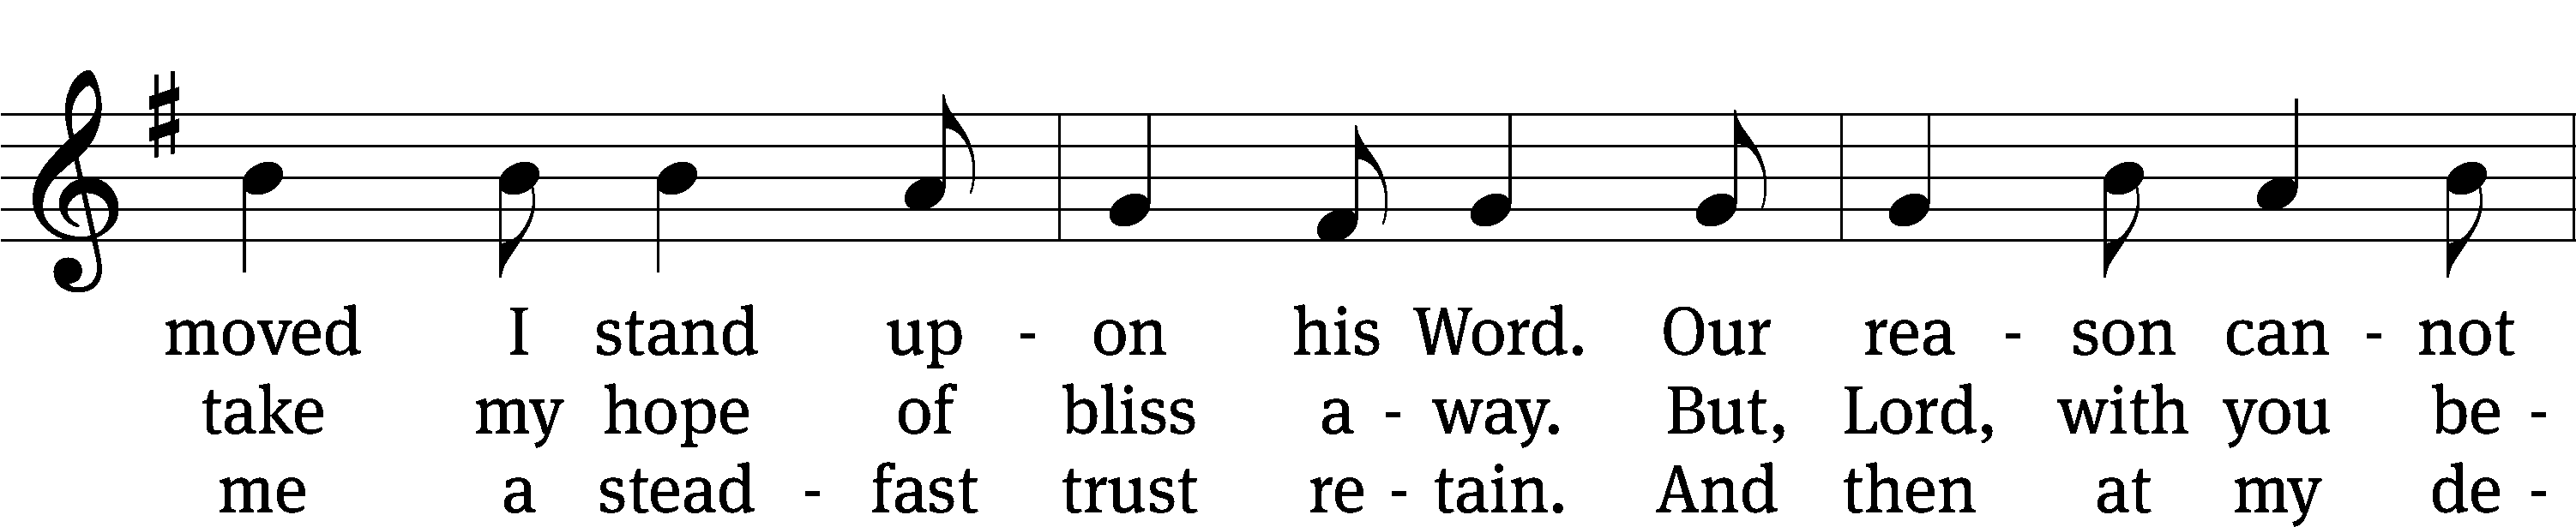 moved I stand up - on his Word. Our rea - son can - not
take my hope of bliss a - way. But, Lord, with you be -
me a stead - fast trust re - tain. And then at my de -